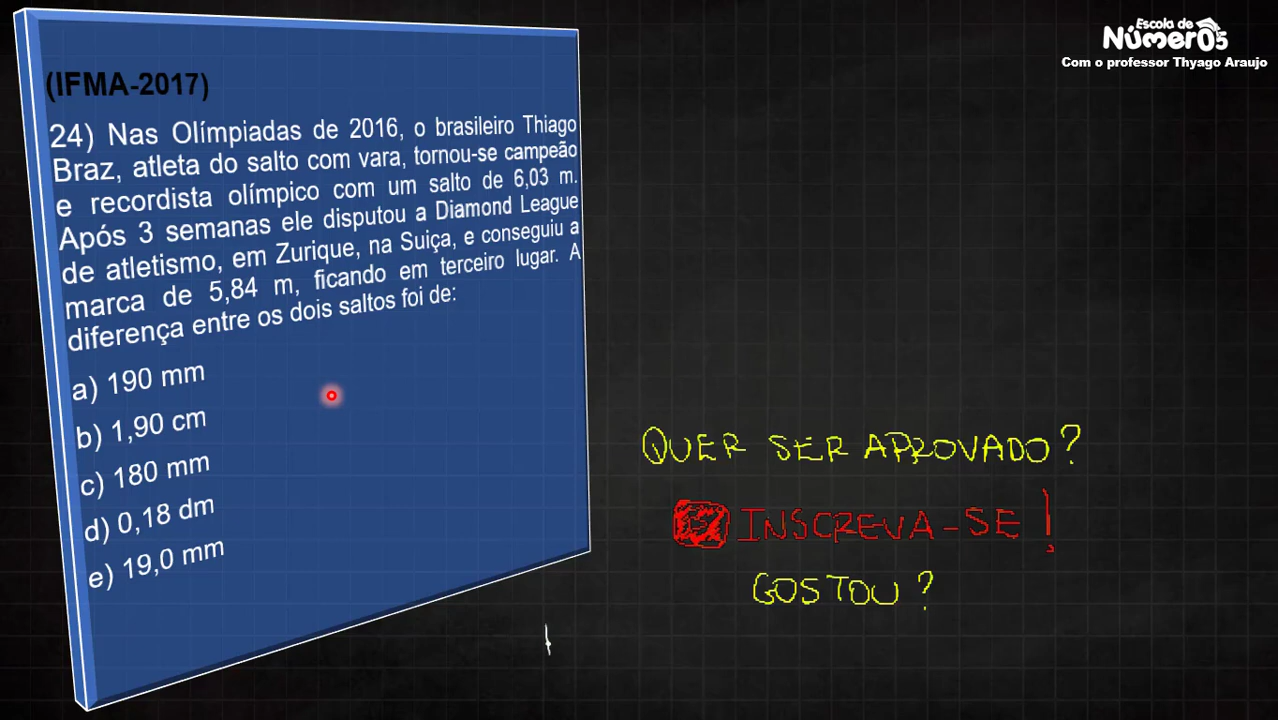 (IFMA-2017)
24) Nas Olímpiadas de 2016, o brasileiro Thiago
Braz, atleta do salto com vara, tornou-se campeão
e recordista olímpico com um salto de 6,03 m.
Após 3 semanas ele disputou a Diamond League
de atletismo, em Zurique, na Suiça, e conseguiu a
marca de 5,84 m, ficando em terceiro lugar. A
diferença entre os dois saltos foi de:
a) 190 mm
b) 1,90 cm
c) 180 mm
d) 0,18 dm
e) 19,0 mm
Escola de
Números
Com o professor Thyago Araujo
QUER SER APROVADO?
INSCREVA-SE!
GOSTOU?